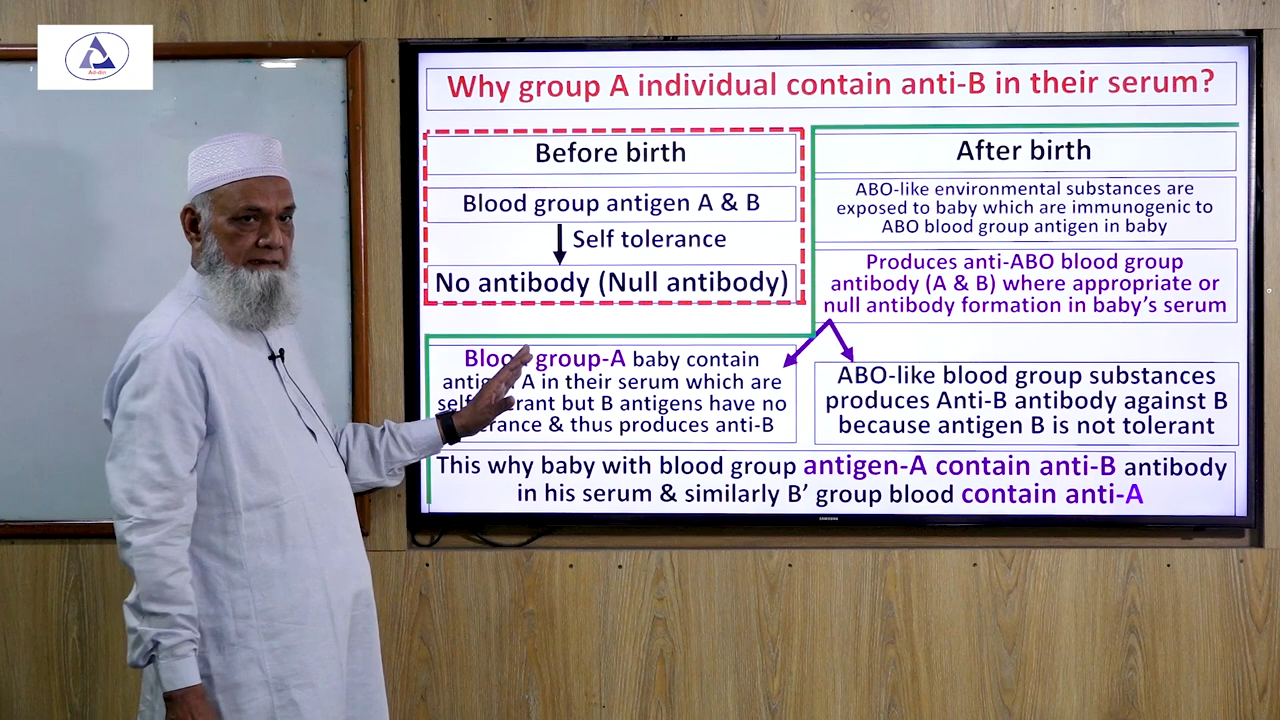 Ad-din
Why group A individual contain anti-B in their serum?
Before birth
Blood group antigen A & B
Self tolerance
No antibody (Null antibody)
After birth
ABO-like environmental substances are
exposed to baby which are immunogenic to
ABO blood group antigen in baby
Produces anti-ABO blood group
antibody (A & B) where appropriate or
null antibody formation in baby's serum
group-A baby contain
A in their serum which are
but B antigens have no
& thus produces anti-B
ABO-like blood group substances
produces Anti-B antibody against B
because antigen B is not tolerant
This why baby with blood group antigen-A contain anti-B antibody
in his serum & similarly B' group blood contain anti-A
SAMSUNG